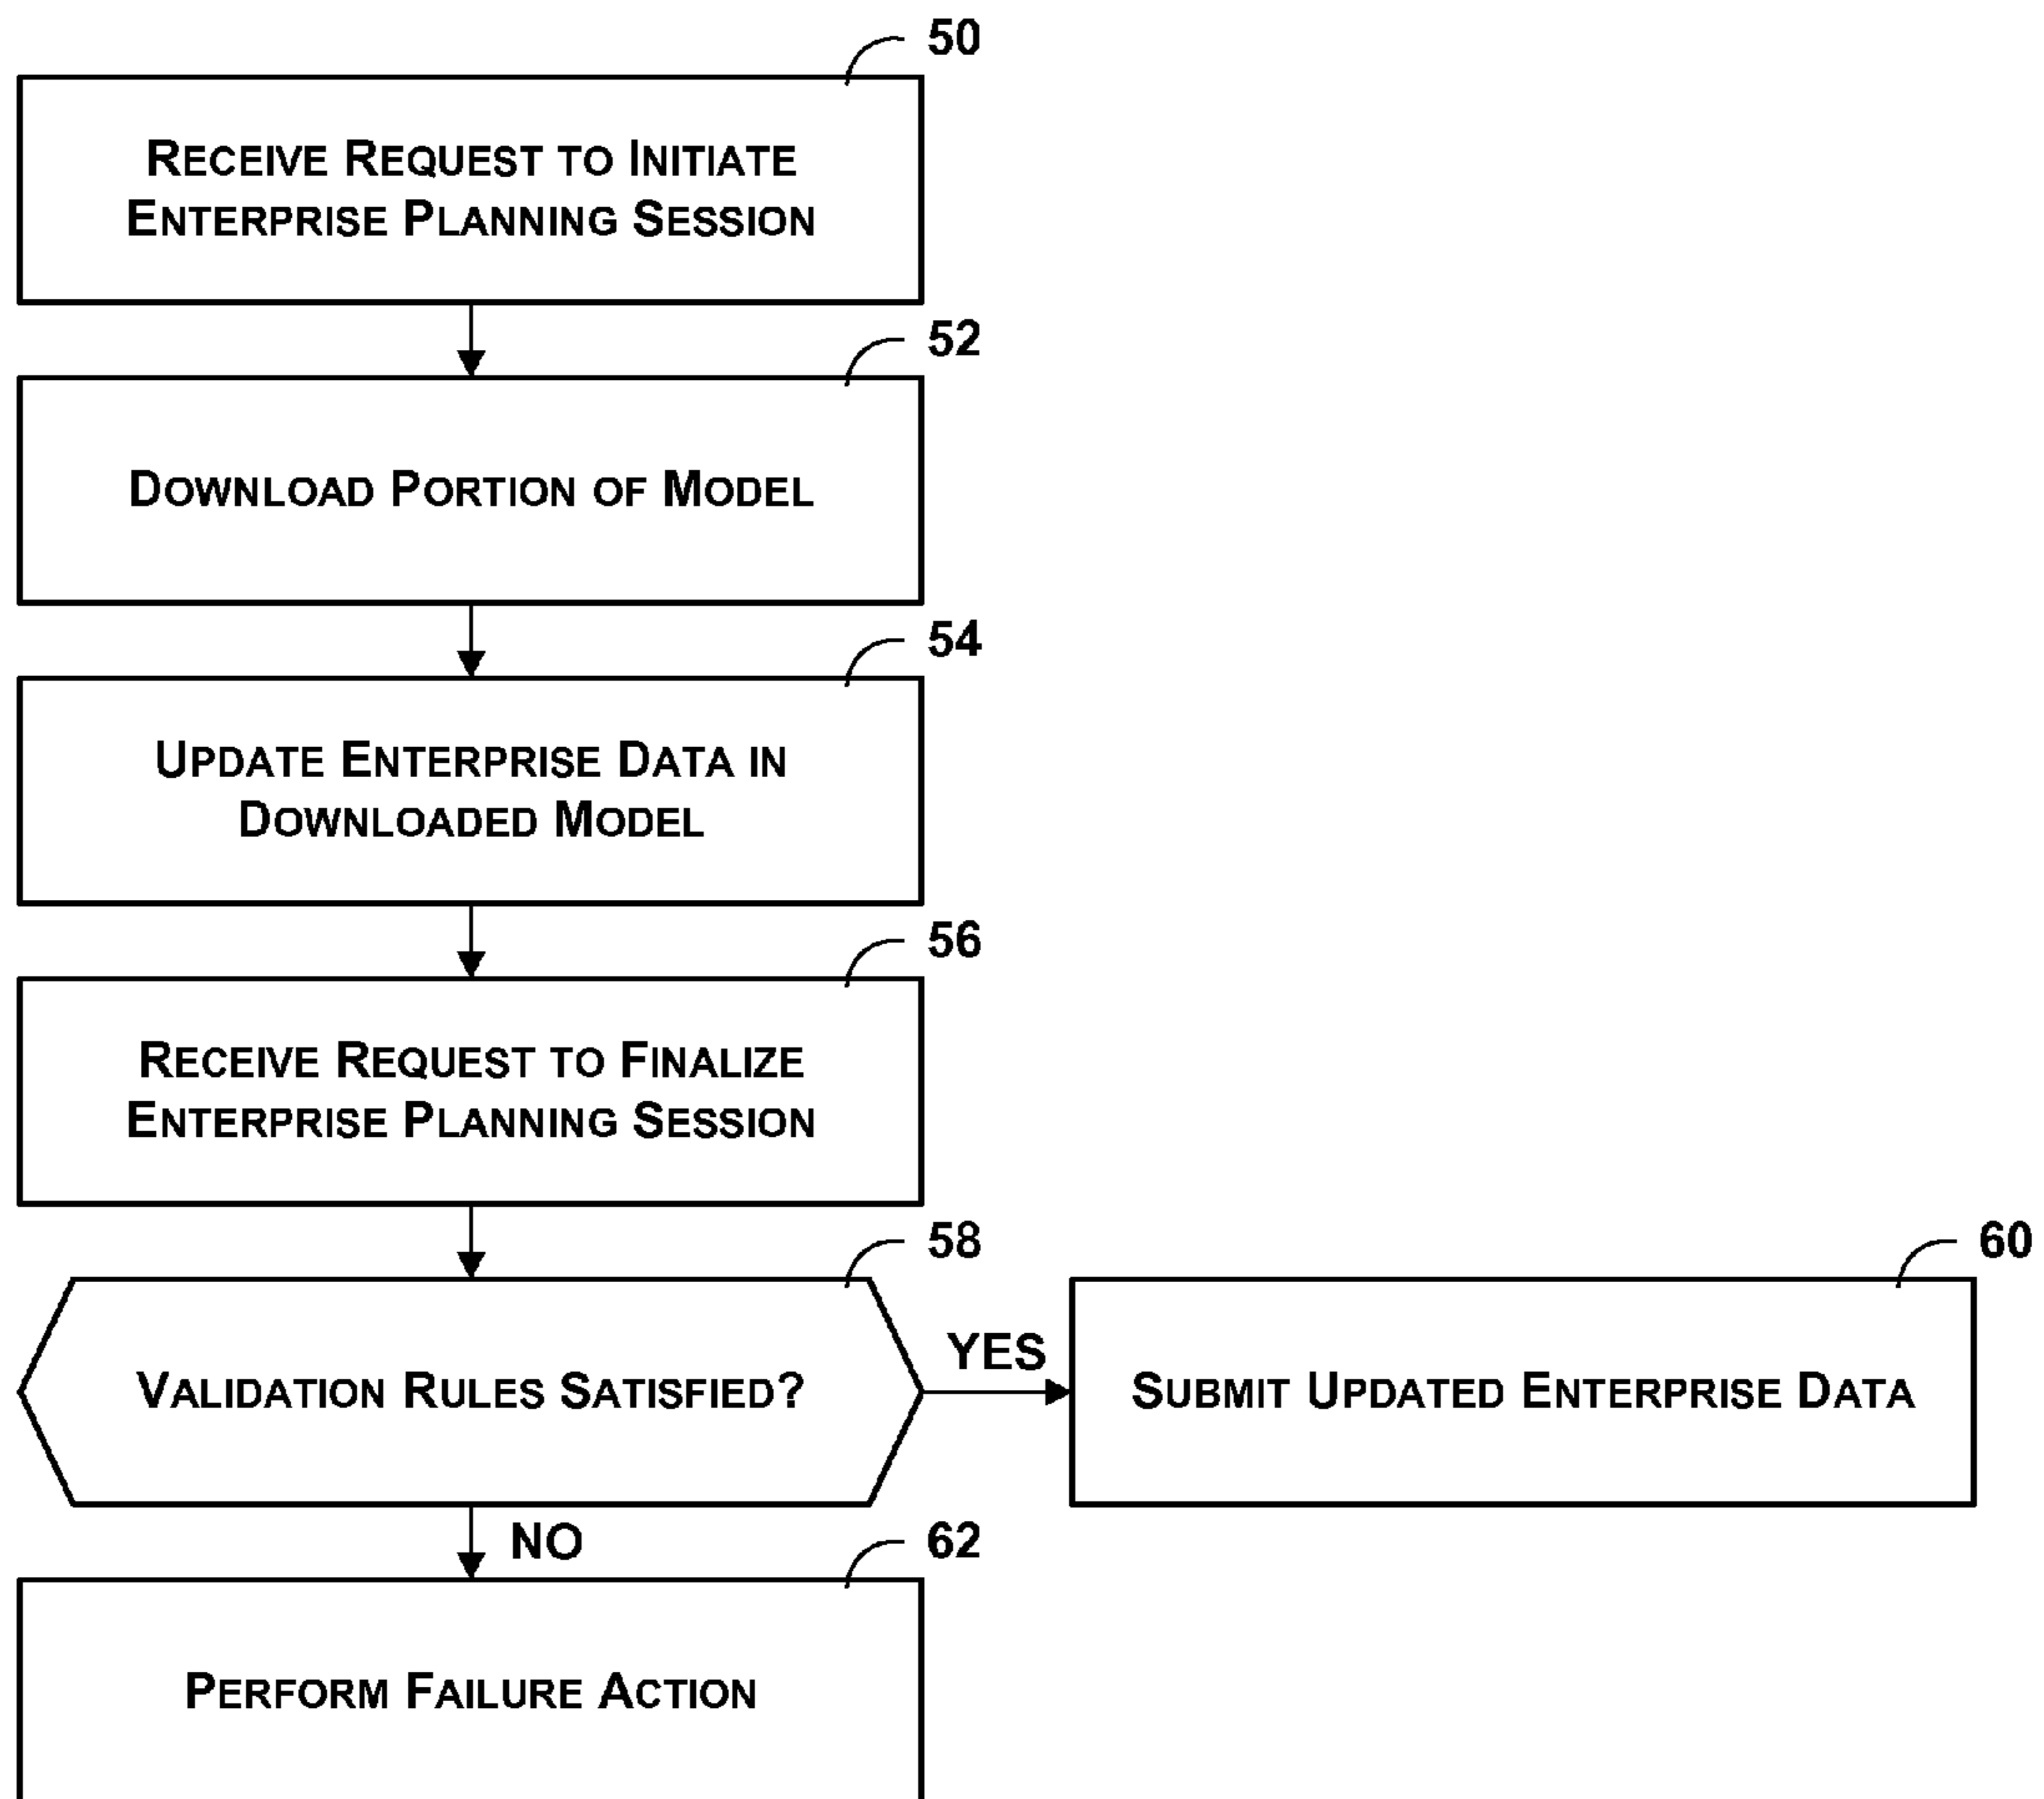 50
RECEIVE REQUEST TO INITIATE
ENTERPRISE PLANNING SESSION
52
DOWNLOAD PORTION OF MODEL
54
UPDATE ENTERPRISE DATA IN
DOWNLOADED MODEL
56
RECEIVE REQUEST TO FINALIZE
ENTERPRISE PLANNING SESSION
58
VALIDATION RULES SATISFIED?
YES
60
SUBMIT UPDATED ENTERPRISE DATA
NO
62
PERFORM FAILURE ACTION